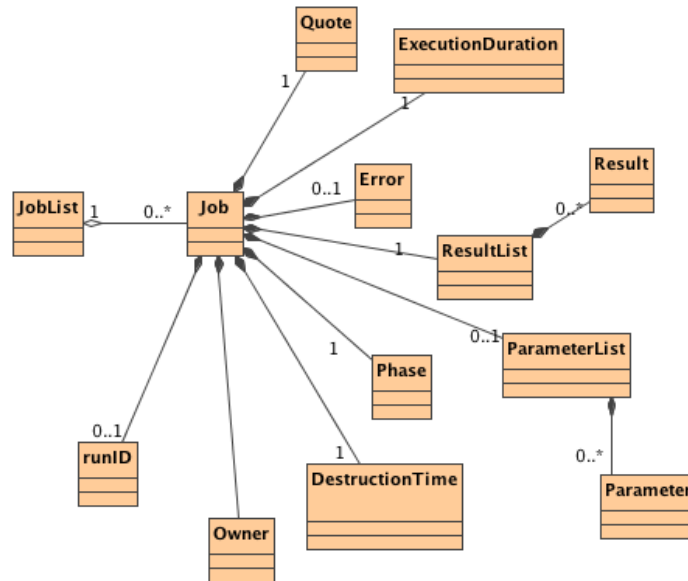 Quote
ExecutionDuration
1
1
Error
Result
0..1
JobList
1
0..*
Job
0..*
ResultList
1
0..1
ParameterList
1
Phase
0..1
runID
1
DestructionTime
0..*
Parameter
Owner